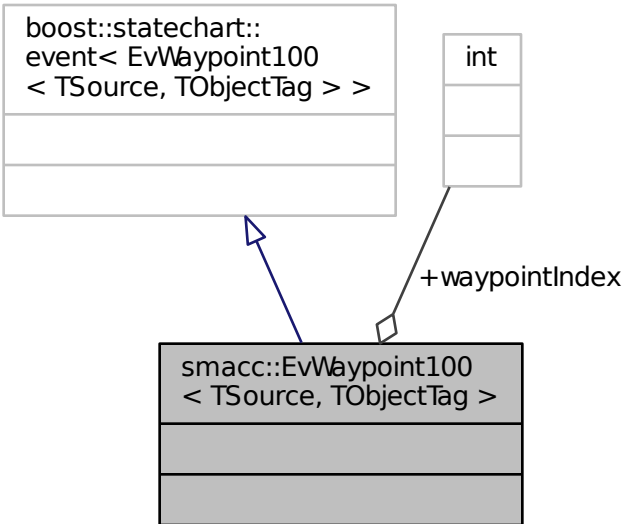 boost::statechart::
event< EvWaypoint100
< TSource, TObjectTag > >
int
+waypointIndex
smacc::EvWaypoint100
< TSource, TObjectTag >